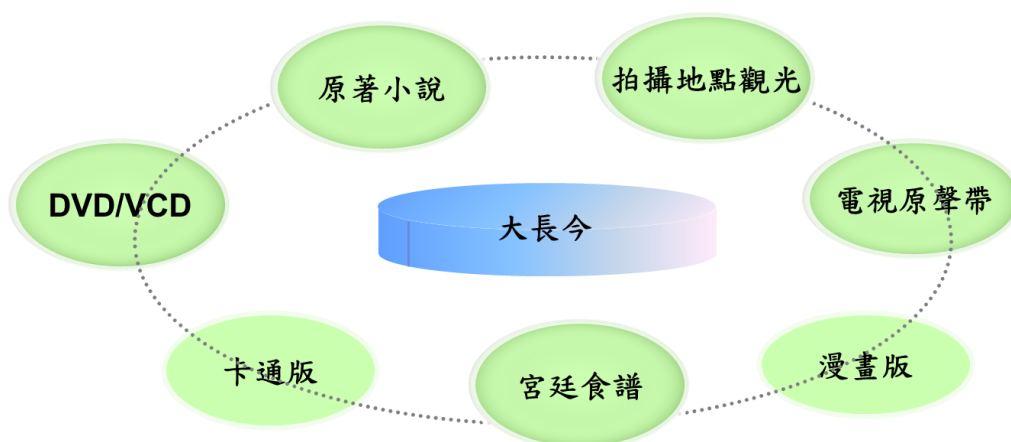 原著小說
拍攝地點觀光
DVD/VCD
大長今
電視原聲帶
卡通版
宮廷食譜
漫畫版